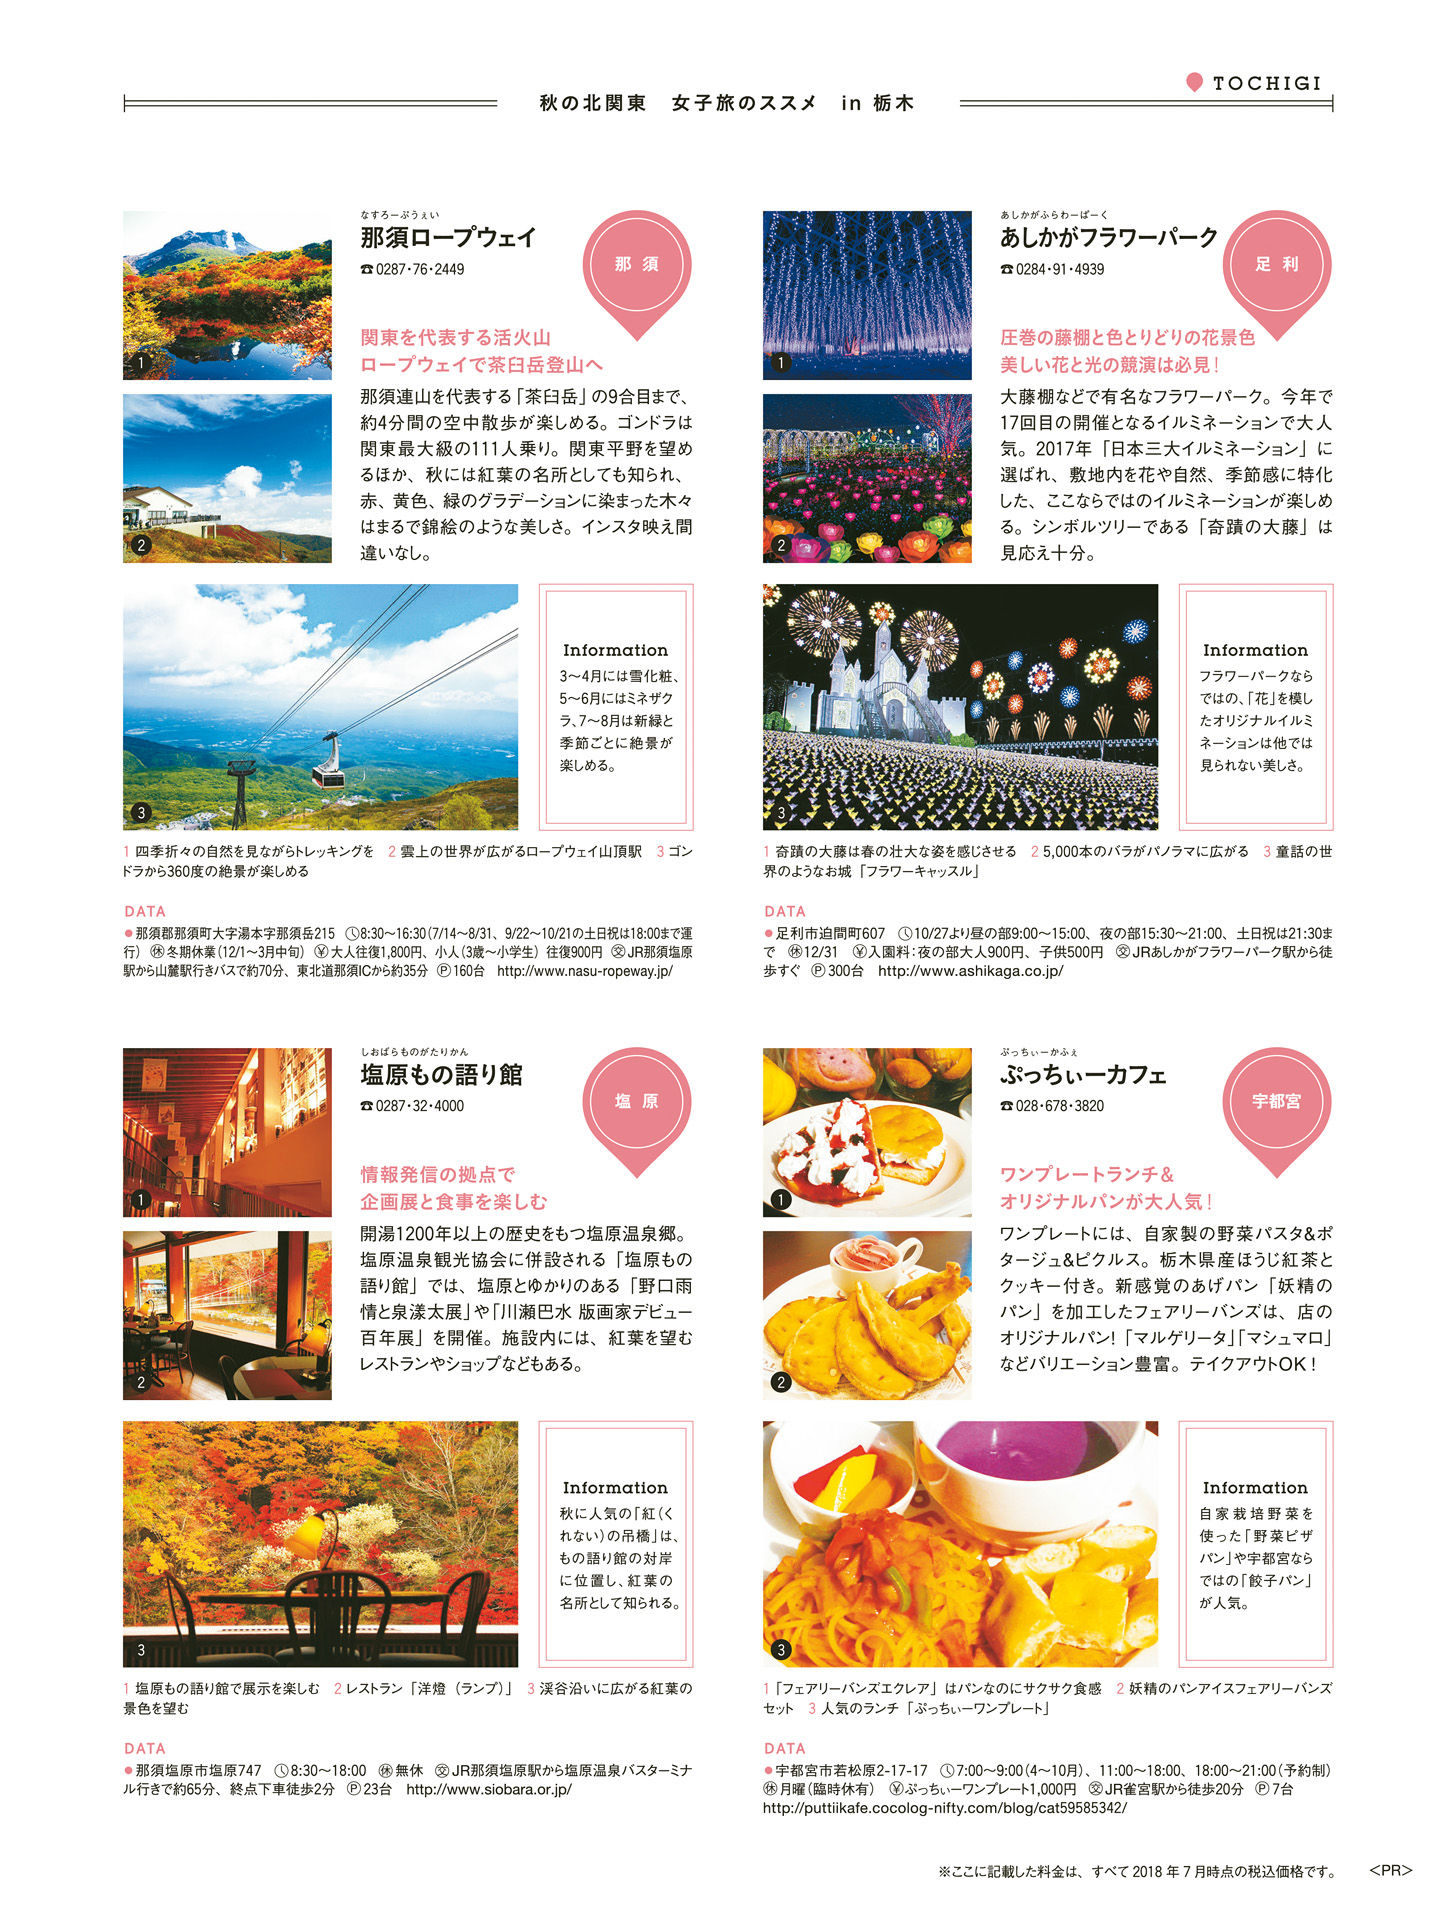 TOCHIGI
秋の北関東　女子旅のススメ　in 栃木
なすろーぷうぇい
那須ロープウェイ
☎0287・76・2449
那 須
関東を代表する活火山
ロープウェイで茶臼岳登山へ
那須連山を代表する「茶臼岳」の9合目まで、
約4分間の空中散歩が楽しめる。ゴンドラは
関東最大級の111人乗り。関東平野を望め
るほか、秋には紅葉の名所としても知られ、
赤、黄色、緑のグラデーションに染まった木々
はまるで錦絵のような美しさ。インスタ映え間
違いなし。
1
2
3
Information
3〜4月には雪化粧、
5〜6月にはミネザク
ラ、7〜8月は新緑と
季節ごとに絶景が
楽しめる。
1 四季折々の自然を見ながらトレッキングを　2 雲上の世界が広がるロープウェイ山頂駅　3 ゴン
ドラから360度の絶景が楽しめる
DATA
●那須郡那須町大字湯本字那須岳215　🕓8:30〜16:30（7/14〜8/31、9/22〜10/21の土日祝は18:00まで運
行）　㊡冬期休業（12/1〜3月中旬）　¥大人往復1,800円、小人（3歳〜小学生）往復900円　交JR那須塩原
駅から山麓駅行きバスで約70分、東北道那須ICから約35分　Ⓟ160台　http://www.nasu-ropeway.jp/
あしかがふらわーぱーく
あしかがフラワーパーク
☎0284・91・4939
足 利
圧巻の藤棚と色とりどりの花景色
美しい花と光の競演は必見！
大藤棚などで有名なフラワーパーク。今年で
17回目の開催となるイルミネーションで大人
気。2017年「日本三大イルミネーション」に
選ばれ、敷地内を花や自然、季節感に特化
した、ここならではのイルミネーションが楽しめ
る。シンボルツリーである「奇蹟の大藤」は
見応え十分。
1
2
3
Information
フラワーパークなら
ではの、「花」を模し
たオリジナルイルミ
ネーションは他では
見られない美しさ。
1 奇蹟の大藤は春の壮大な姿を感じさせる　2 5,000本のバラがパノラマに広がる　3 童話の世
界のようなお城「フラワーキャッスル」
DATA
●足利市迫間町607　🕓10/27より昼の部9:00〜15:00、夜の部15:30〜21:00、土日祝は21:30ま
で　㊡12/31　¥入園料：夜の部大人900円、子供500円　交JRあしかがフラワーパーク駅から徒
歩すぐ　Ⓟ300台　http://www.ashikaga.co.jp/
しおばらものがたりかん
塩原もの語り館
☎0287・32・4000
塩 原
情報発信の拠点で
企画展と食事を楽しむ
開湯1200年以上の歴史をもつ塩原温泉郷。
塩原温泉観光協会に併設される「塩原もの
語り館」では、塩原とゆかりのある「野口雨
情と泉漾太展」や「川瀬巴水 版画家デビュー
百年展」を開催。施設内には、紅葉を望む
レストランやショップなどもある。
1
2
3
Information
秋に人気の「紅（く
れない）の吊橋」は、
もの語り館の対岸
に位置し、紅葉の
名所として知られる。
1 塩原もの語り館で展示を楽しむ　2 レストラン「洋燈（ランプ）」　3 渓谷沿いに広がる紅葉の
景色を望む
DATA
●那須塩原市塩原747　🕓8:30〜18:00　㊡無休　交JR那須塩原駅から塩原温泉バスターミナ
ル行きで約65分、終点下車徒歩2分　Ⓟ23台　http://www.siobara.or.jp/
ぷっちぃーかふぇ
ぷっちぃーカフェ
☎028・678・3820
宇都宮
ワンプレートランチ＆
オリジナルパンが大人気！
ワンプレートには、自家製の野菜パスタ&ポ
タージュ&ピクルス。栃木県産ほうじ紅茶と
クッキー付き。新感覚のあげパン「妖精の
パン」を加工したフェアリーバンズは、店の
オリジナルパン！「マルゲリータ」「マシュマロ」
などバリエーション豊富。テイクアウトOK！
1
2
3
Information
自家栽培野菜を
使った「野菜ピザ
パン」や宇都宮なら
ではの「餃子パン」
が人気。
1「フェアリーバンズエクレア」はパンなのにサクサク食感　2 妖精のパンアイスフェアリーバンズ
セット　3 人気のランチ「ぷっちぃーワンプレート」
DATA
●宇都宮市若松原2-17-17　🕓7:00〜9:00（4〜10月）、11:00〜18:00、18:00〜21:00（予約制）
㊡月曜（臨時休有）　¥ぷっちぃーワンプレート1,000円　交JR雀宮駅から徒歩20分　Ⓟ7台
http://puttiikafe.cocolog-nifty.com/blog/cat59585342/
※ここに記載した料金は、すべて2018年7月時点の税込価格です。　＜PR＞